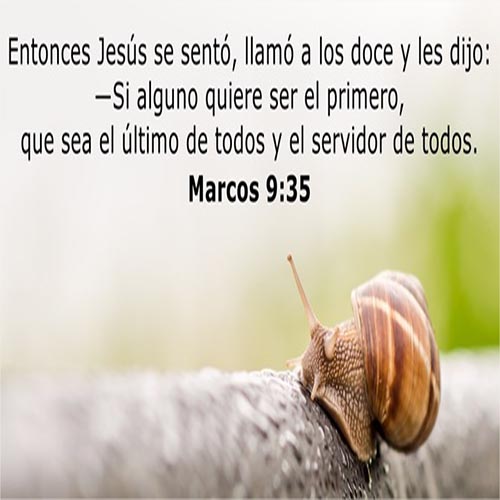 Entonces Jesús se sentó, llamó a los doce y les dijo:
—Si alguno quiere ser el primero,
que sea el último de todos y el servidor de todos.
Marcos 9:35